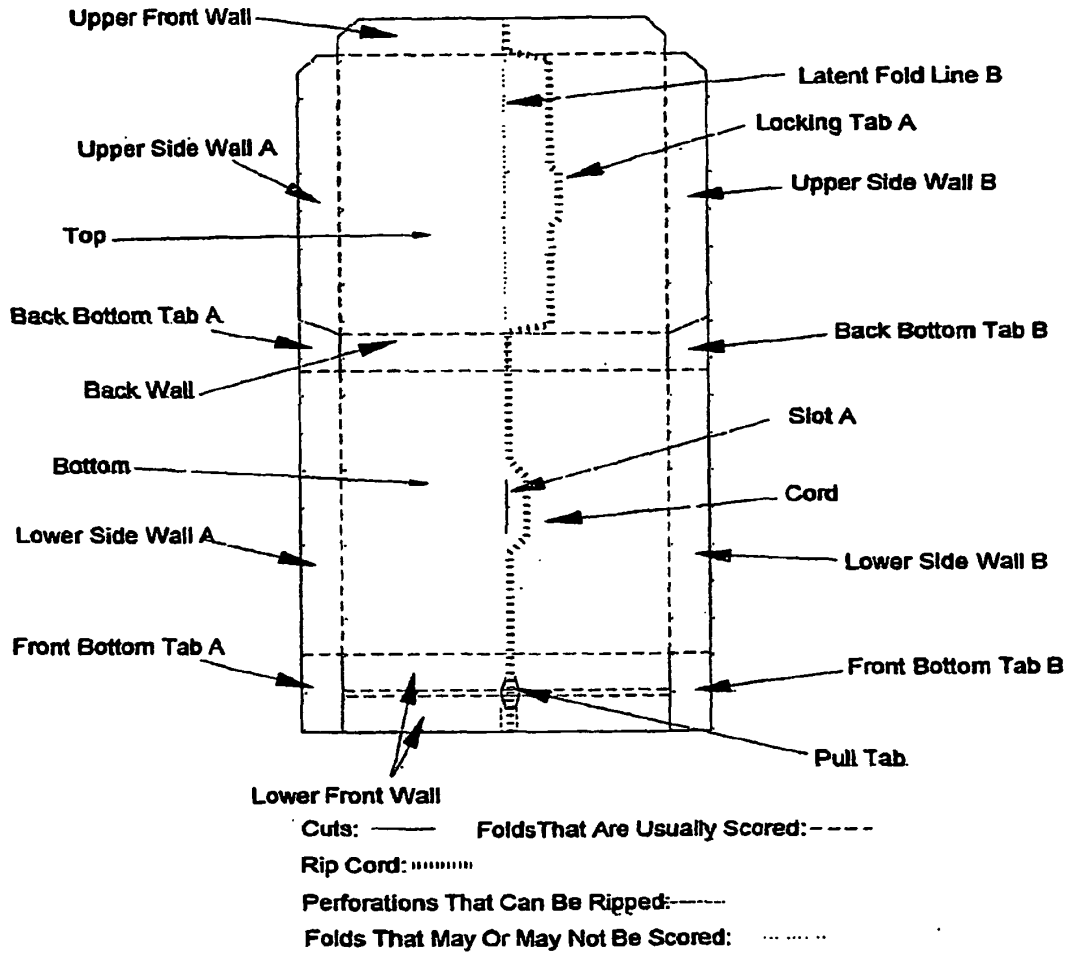 Upper Front Wall
Latent Fold Line B
Locking Tab A
Upper Side Wall A
Upper Side Wall B
Top
Back Bottom Tab A
Back Bottom Tab B
Back Wall
Slot A
Bottom
Cord
Lower Side Wall A
Lower Side Wall B
Front Bottom Tab A
Front Bottom Tab B
Pull Tab
Lower Front Wall
Cuts: Folds That Are Usually Scored:
Rip Cord:
Perforations That Can Be Ripped:
Folds That May Or May Not Be Scored: